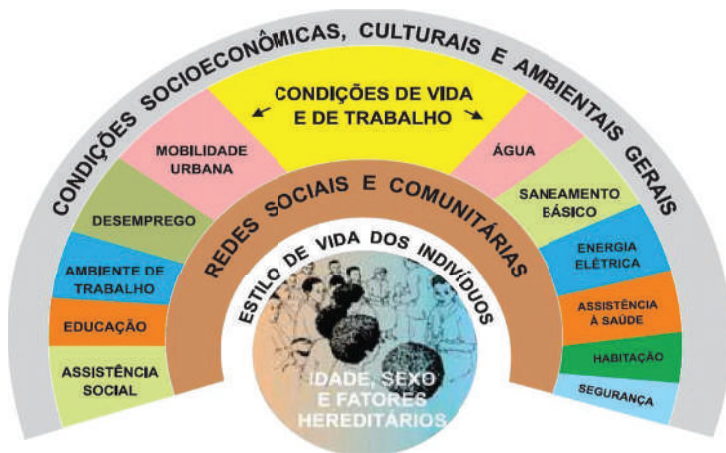 CONDIÇÕES SOCIOECONÔMICAS, CULTURAIS E AMBIENTAIS GERAIS
CONDIÇÕES DE VIDA
E DE TRABALHO
MOBILIDADE
URBANA
ÁGUA
DESEMPREGO
SANEAMENTO
BÁSICO
AMBIENTE DE
TRABALHO
ENERGIA
ELÉTRICA
EDUCAÇÃO
ASSISTÊNCIA
À SAÚDE
ASSISTÊNCIA
SOCIAL
HABITAÇÃO
SEGURANÇA
REDES SOCIAIS E COMUNITÁRIAS
ESTILO DE VIDA DOS INDIVÍDUOS
IDADE, SEXO
E FATORES
HEREDITÁRIOS